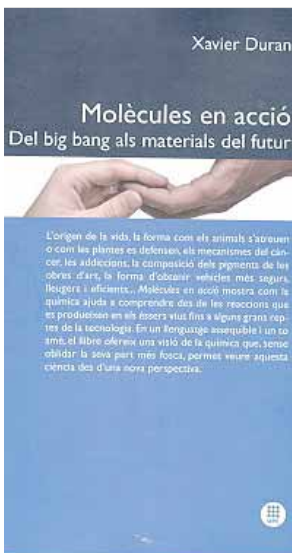 Xavier Duran
Molècules en acció
Del big bang als materials del futur
L'origen de la vida, la forma com els animals s'atreuen
o com les plantes es defensen, els mecanismes del càn-
cer, les addiccions, la composició dels pigments de les
obres d'art, la forma d'obtenir vehicles més segurs,
lleugers i eficients... Molècules en acció mostra com la
química ajuda a comprendre des de les reaccions que
es produeixen en els éssers vius fins a alguns grans rep-
tes de la tecnologia. En un llenguatge assequible i un to
amè, el llibre ofereix una visió de la química que, sense
oblidar la seva part més fosca, permet veure aquesta
ciència des d'una nova perspectiva.